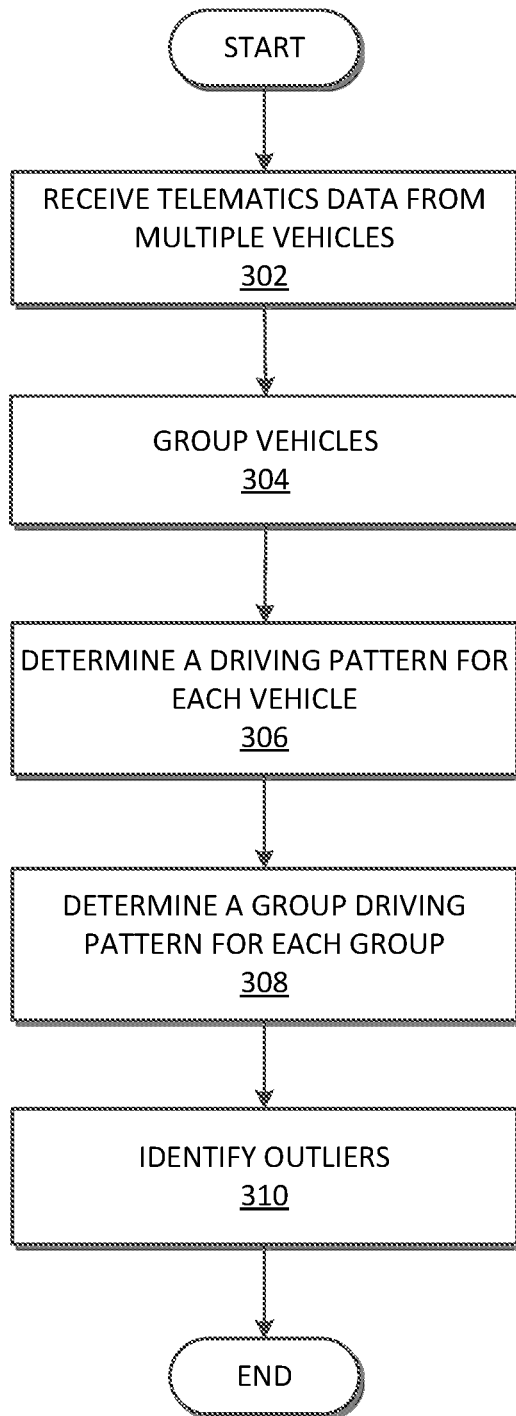 START
RECEIVE TELEMATICS DATA FROM
MULTIPLE VEHICLES
302
GROUP VEHICLES
304
DETERMINE A DRIVING PATTERN FOR
EACH VEHICLE
306
DETERMINE A GROUP DRIVING
PATTERN FOR EACH GROUP
308
IDENTIFY OUTLIERS
310
END